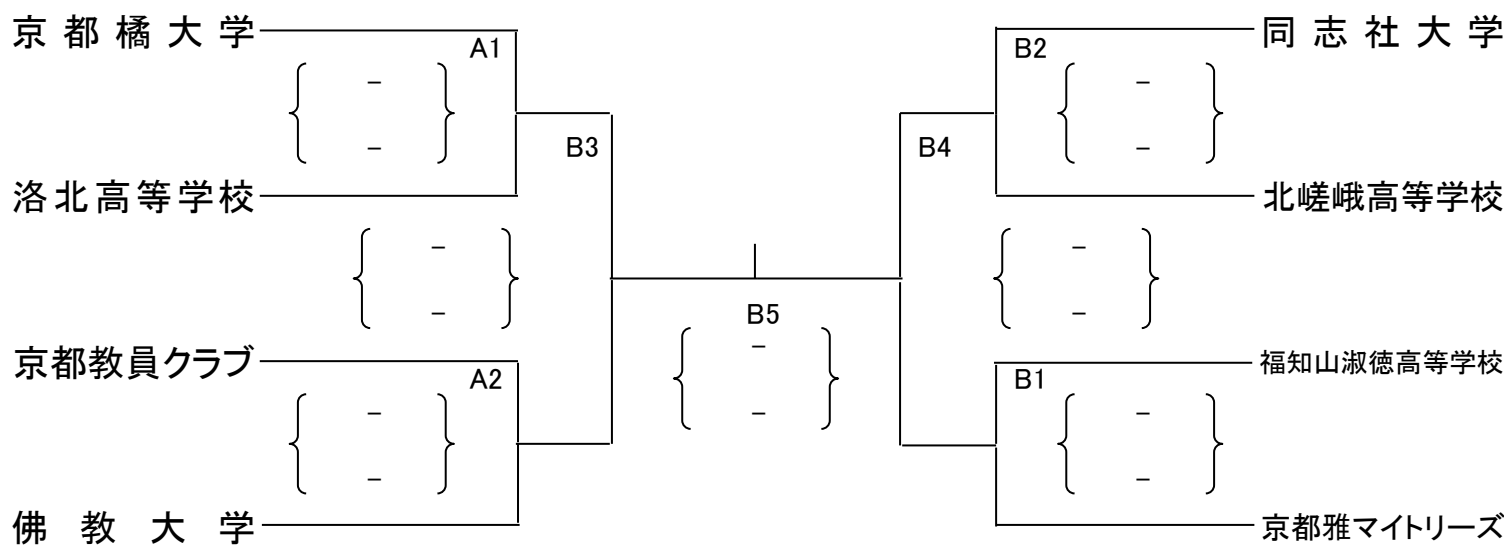 京都橘大学
A1
-
-
洛北高等学校
B3
-
-
京都教員クラブ
A2
-
-
佛教大学
B5
-
-
同志社大学
B2
-
-
北嵯峨高等学校
B4
-
-
福知山淑徳高等学校
B1
-
-
京都雅マイトリーズ